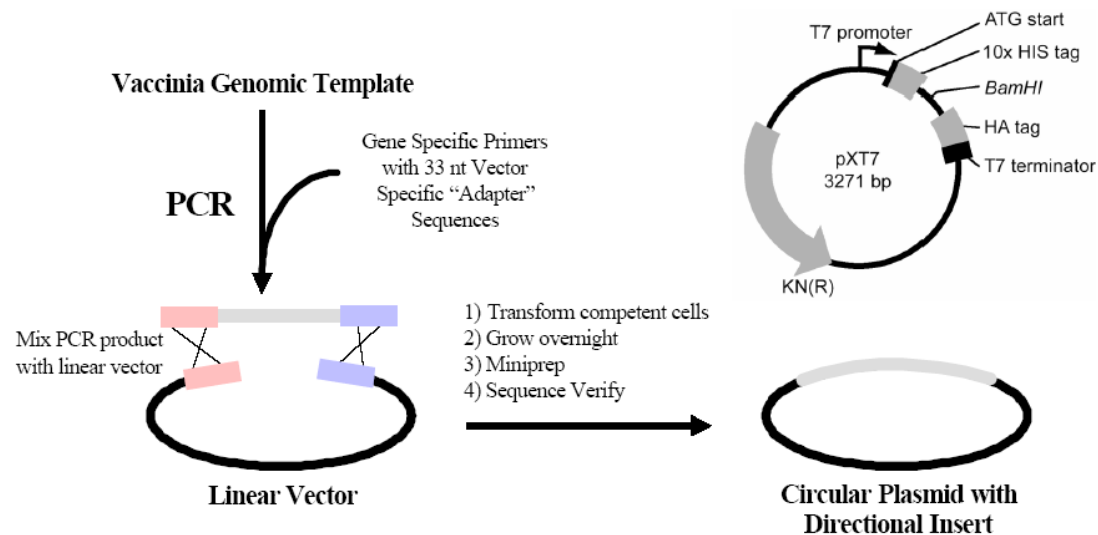 Vaccinia Genomic Template
Gene Specific Primers
with 33 nt Vector
Specific “Adapter”
Sequences
PCR
Mix PCR product
with linear vector
Linear Vector
1) Transform competent cells
2) Grow overnight
3) Miniprep
4) Sequence Verify
T7 promoter
ATG start
10x HIS tag
BamHI
HA tag
T7 terminator
pXT7
3271 bp
KN(R)
Circular Plasmid with
Directional Insert